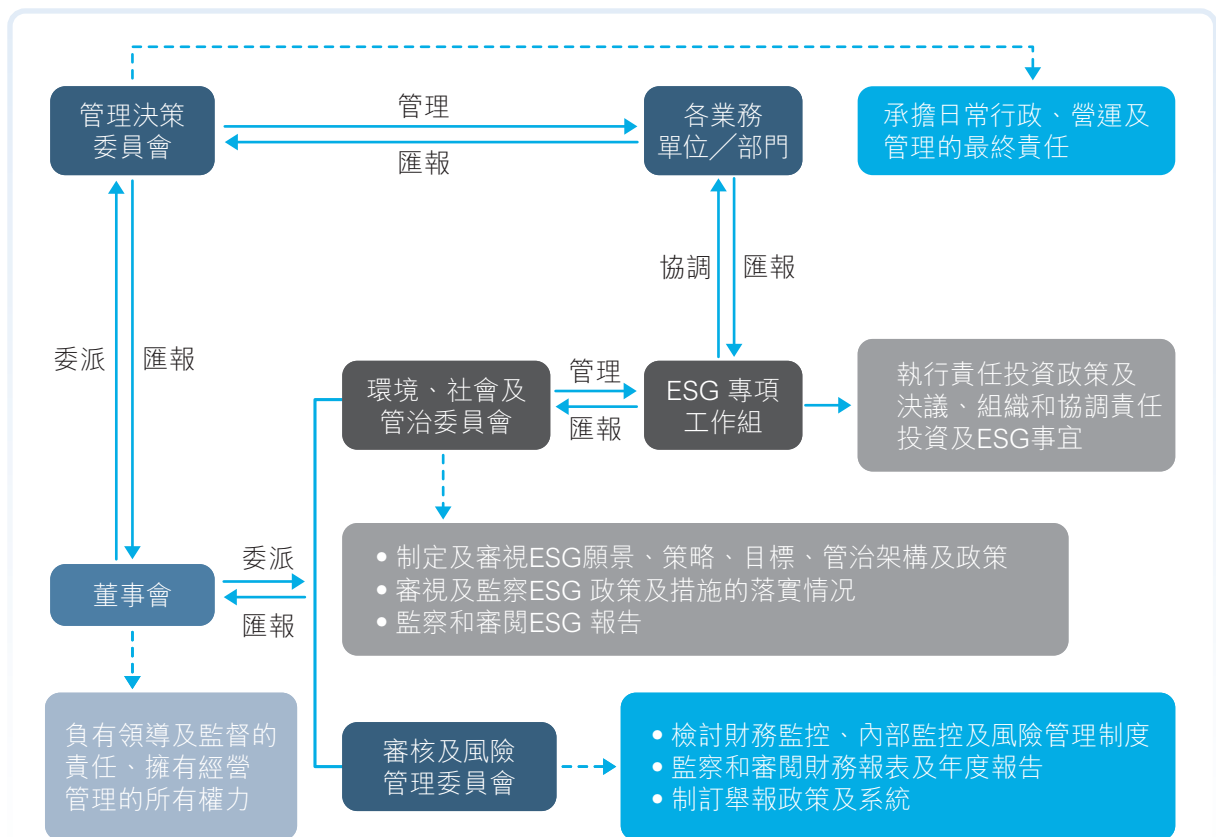 管理決策
委員會
管理
匯報
各業務
單位／部門
承擔日常行政、營運及
管理的最終責任
協調
匯報
委派
匯報
環境、社會及
管治委員會
管理
匯報
ESG 專項
工作組
執行責任投資政策及
決議、組織和協調責任
投資及ESG事宜
董事會
委派
匯報
• 制定及審視ESG願景、策略、目標、管治架構及政策
• 審視及監察ESG 政策及措施的落實情況
• 監察和審閱ESG 報告
負有領導及監督的
責任、擁有經營
管理的所有權力
審核及風險
管理委員會
• 檢討財務監控、內部監控及風險管理制度
• 監察和審閱財務報表及年度報告
• 制訂舉報政策及系統